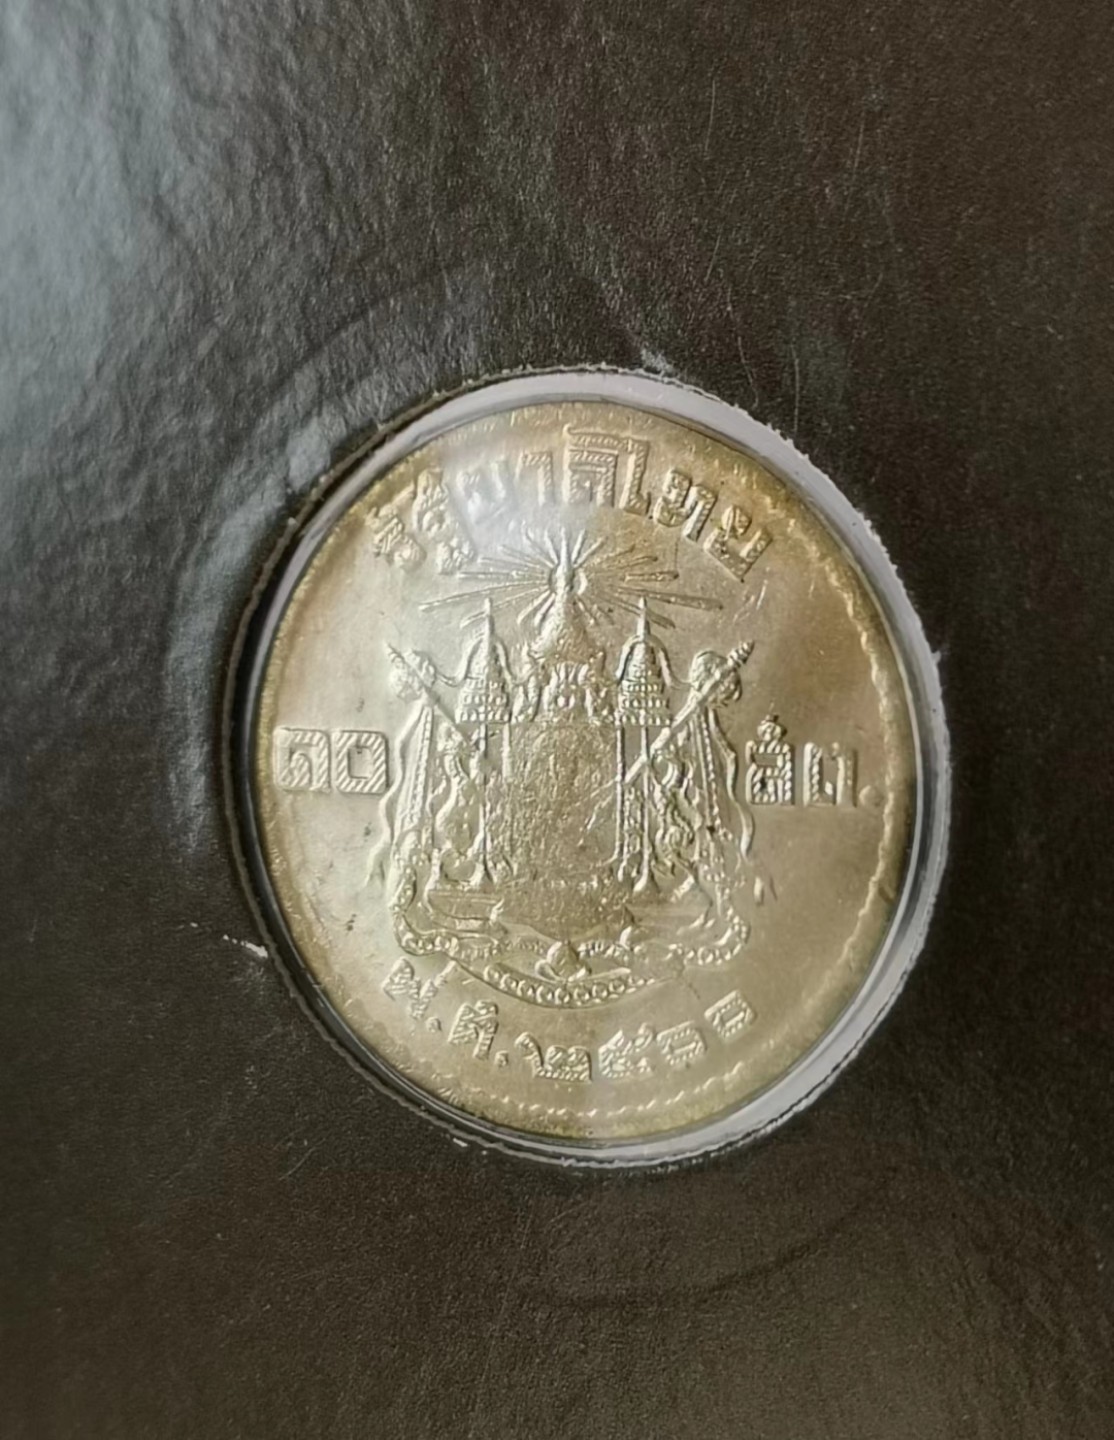 รัฐบาลไทย
๑๐ สต.
พ.ศ. ๒๕๐๐